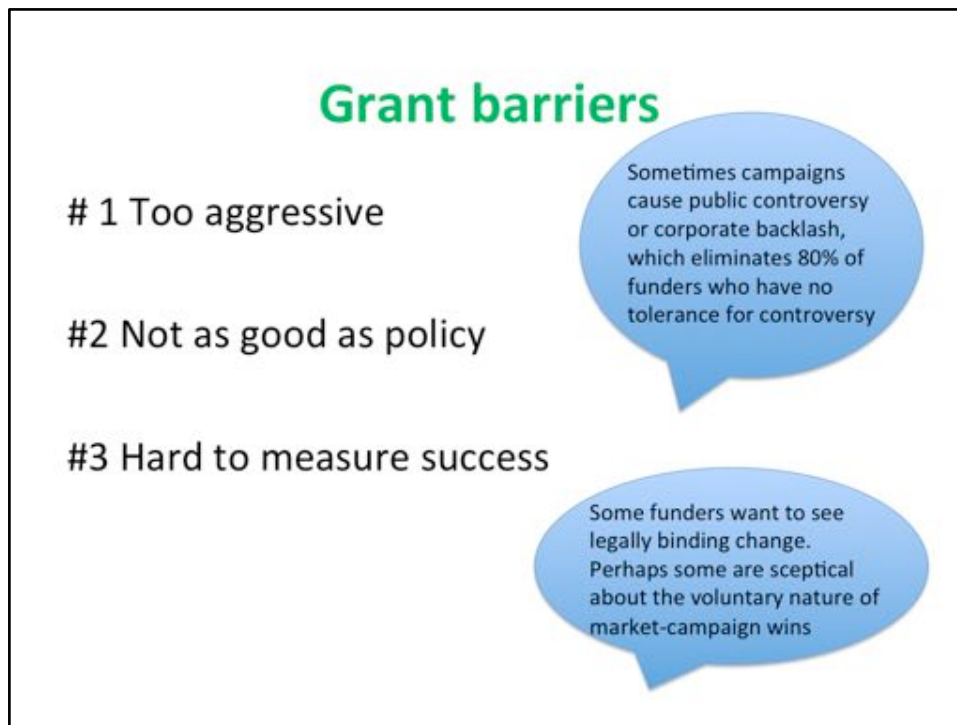 Grant barriers
# 1 Too aggressive
#2 Not as good as policy
#3 Hard to measure success
Sometimes campaigns
cause public controversy
or corporate backlash,
which eliminates 80% of
funders who have no
tolerance for controversy
Some funders want to see
legally binding change.
Perhaps some are sceptical
about the voluntary nature of
market-campaign wins